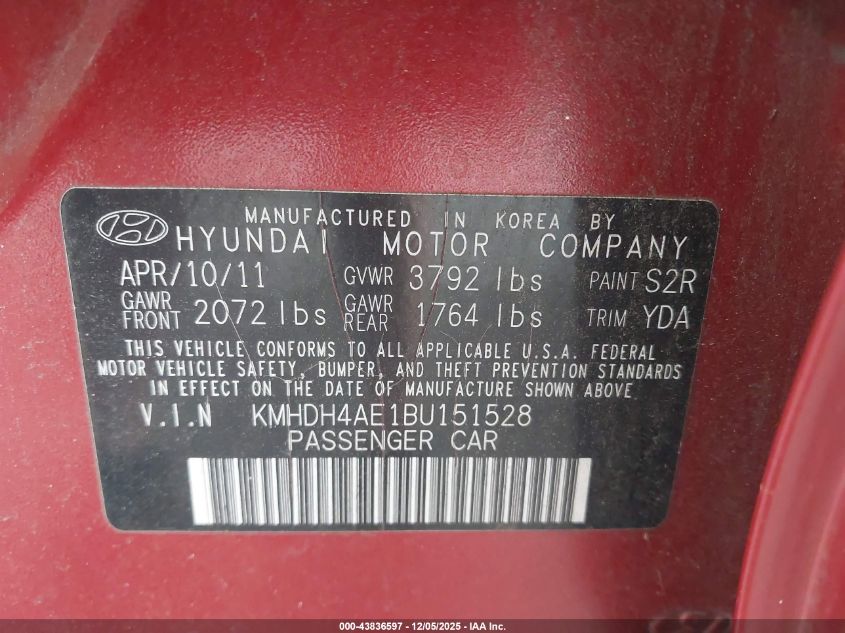 MANUFACTURED IN KOREA BY
HYUNDAI MOTOR COMPANY
APR/10/11 GVWR 3792 lbs PAINT S2R
GAWR FRONT 2072 lbs GAWR REAR 1764 lbs TRIM YDA
THIS VEHICLE CONFORMS TO ALL APPLICABLE U.S.A. FEDERAL
MOTOR VEHICLE SAFETY, BUMPER, AND THEFT PREVENTION STANDARDS
IN EFFECT ON THE DATE OF MANUFACTURE SHOWN ABOVE.
V.I.N KMHDH4AE1BU151528
PASSENGER CAR
000-43836597 - 12/05/2025 - IAA Inc.